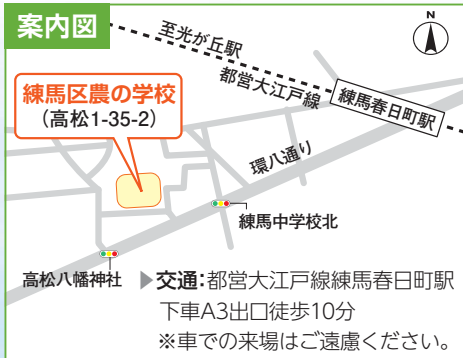 案内図
N
至光が丘駅
都営大江戸線
練馬春日町駅
練馬区農の学校
(高松1-35-2)
環八通り
練馬中学校北
高松八幡神社
▶交通:都営大江戸線練馬春日町駅
下車A3出口徒歩10分
※車での来場はご遠慮ください。